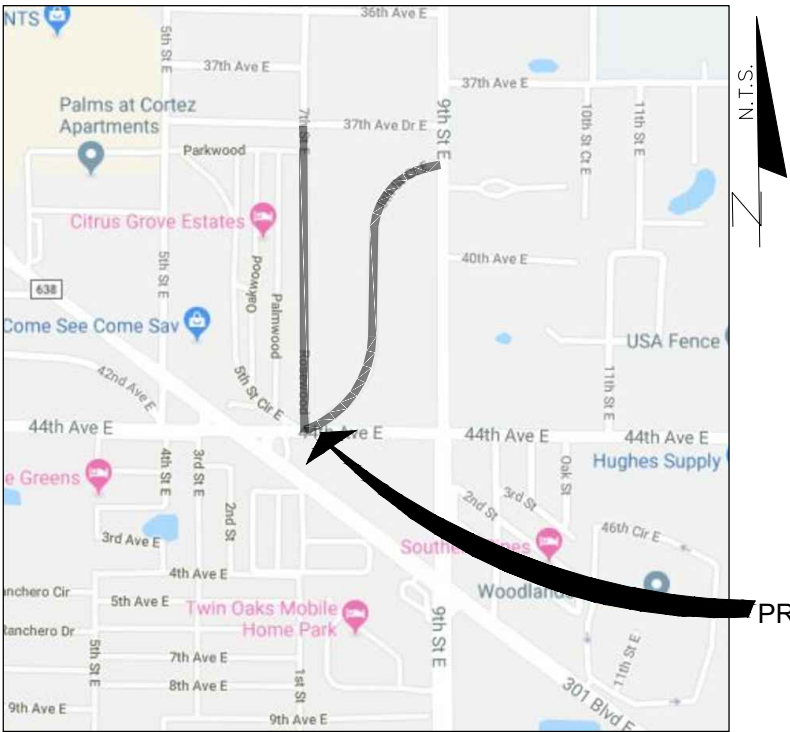 NTS
36th Ave E
5th St E
37th Ave E
37th Ave E
Palms at Cortez
Apartments
7th St E
9th St E
10th St Ct E
11th St E
37th Ave Dr E
Parkwood
Citrus Grove Estates
5th St E
Oakwood
Palmwood
40th Ave E
638
Come See Come Sav
Rosewood
USA Fence
42nd Ave E
5th St Cir E
11th St E
44th Ave E
44th Ave E
44th Ave E
44th Ave E
Hughes Supply
e Greens
4th St E
3rd St E
2nd St
Oak St
3rd St
2nd St
46th Cir E
3rd Ave E
4th Ave E
Woodland
anchero Cir
5th Ave E
Twin Oaks Mobile
Home Park
9th St E
PR
Ranchero Dr
5th St E
7th Ave E
11th St E
8th Ave E
1st St
301 Blvd E
9th Ave E
9th Ave E
N.T.S.
N